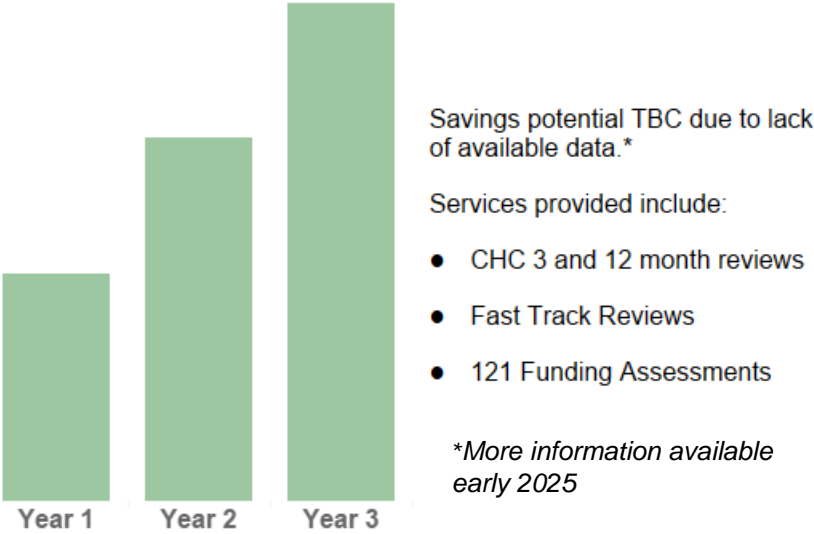 Savings potential TBC due to lack
of available data.*
Services provided include:
● CHC 3 and 12 month reviews
● Fast Track Reviews
● 121 Funding Assessments
*More information available
early 2025
Year 1 Year 2 Year 3